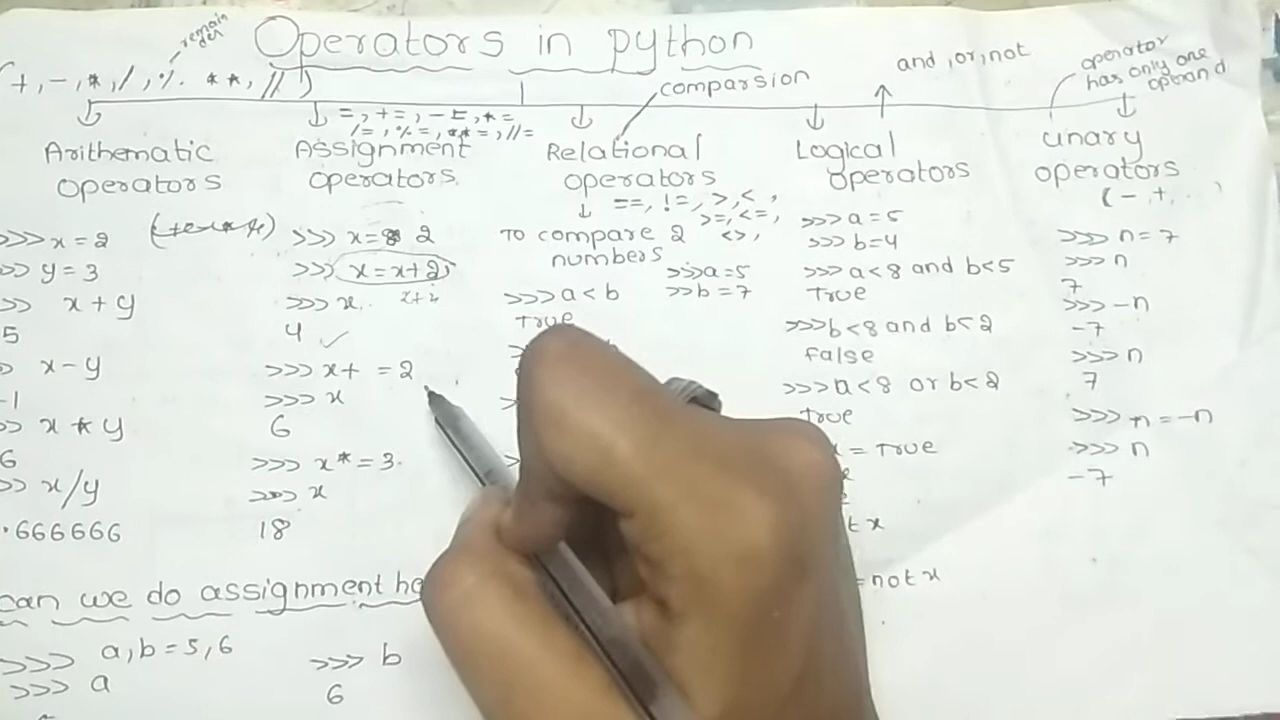 Operators in python
remainder
(+, -, *, /, %, **, //)
=, +=, -=, *=,
/=, %=, **=, //=
comparsion
and, or, not
operator
has only one
oprand
Arithematic
operators
x = 2
>>> y = 3
>> x + y
5
x - y
-1
>> x * y
6
>> x/y
.666666
Assignment
operators
>>> x = 2
>>> x = x+2
>>> x
4 ✓
>>> x+ = 2
>>> x
6
>>> x* = 3
>>> x
18
Relational
operators
==, !=, >, <,
>=, <=,
<>,
To compare 2
numbers
>>> a = 5
>> b = 7
>>> a < b
True
Logical
operators
>>> a = 5
>>> b = 4
>>> a < 8 and b < 5
True
>>> b < 8 and b < 2
false
>>> a < 8 or b < 2
True
= True
=not x
unary
operators
(-, +,   )
>>> n = 7
>>> n
7
>>> -n
-7
>>> n
7
>>> n = -n
>>> n
-7
can we do assignment
>>> a, b = 5, 6
>>> a
>>> b
6